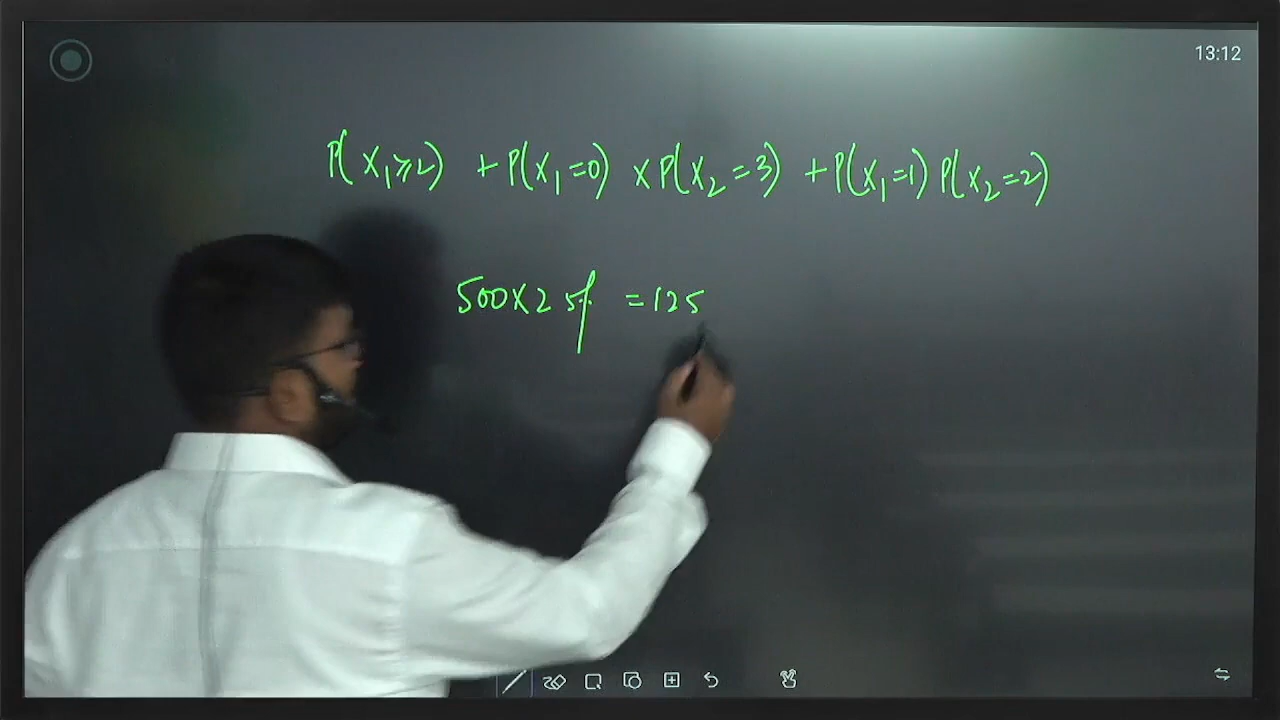 13:12
P(X₁⩾2) + P(X₁=0) × P(X₂=3) + P(X₁=1) P(X₂=2)
500×25% = 125